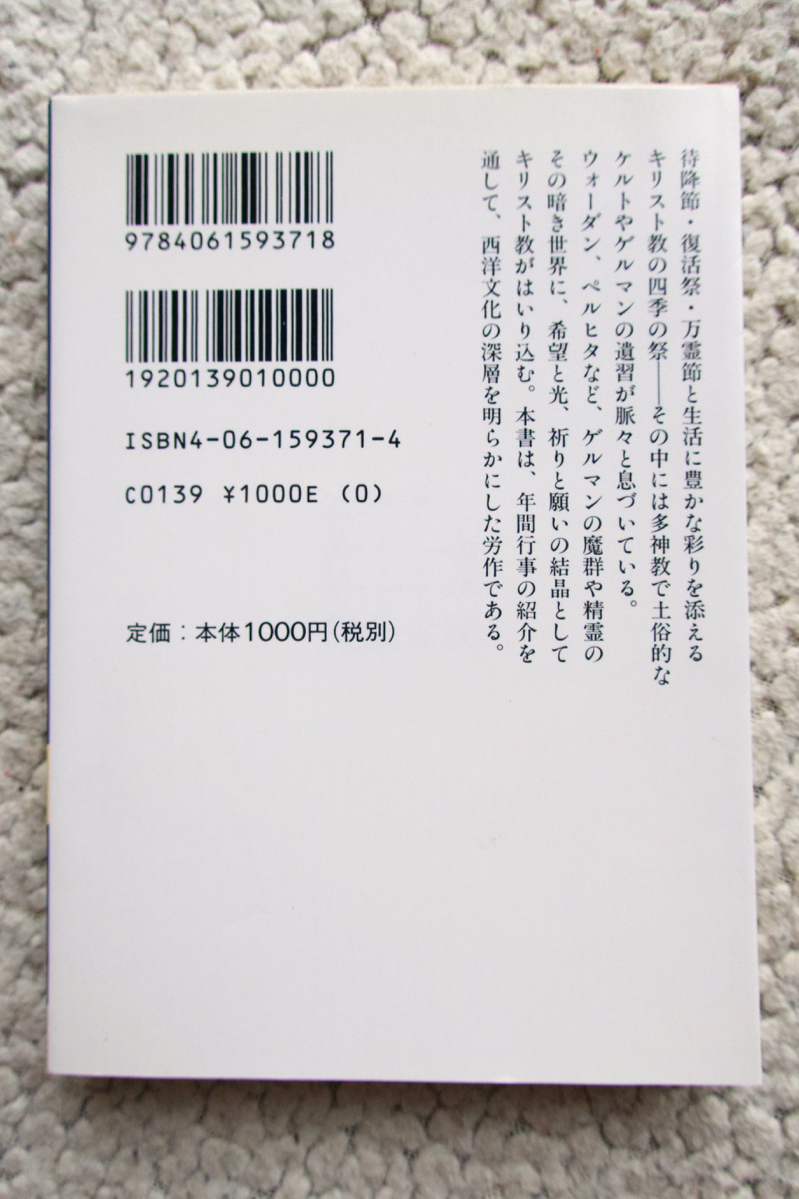 待降節・復活祭・万霊節と生活に豊かな彩りを添える
キリスト教の四季の祭――その中には多神教で土俗的な
ケルトやゲルマンの遺習が脈々と息づいている。
ウォーダン、ペルヒタなど、ゲルマンの魔群や精霊の
その暗き世界に、希望と光、祈りと願いの結晶として
キリスト教がはいり込む。本書は、年間行事の紹介を
通して、西洋文化の深層を明らかにした労作である。
9784061593718
1920139010000
ISBN4-06-159371-4
C0139 ¥1000E (0)
定価：本体1000円(税別)